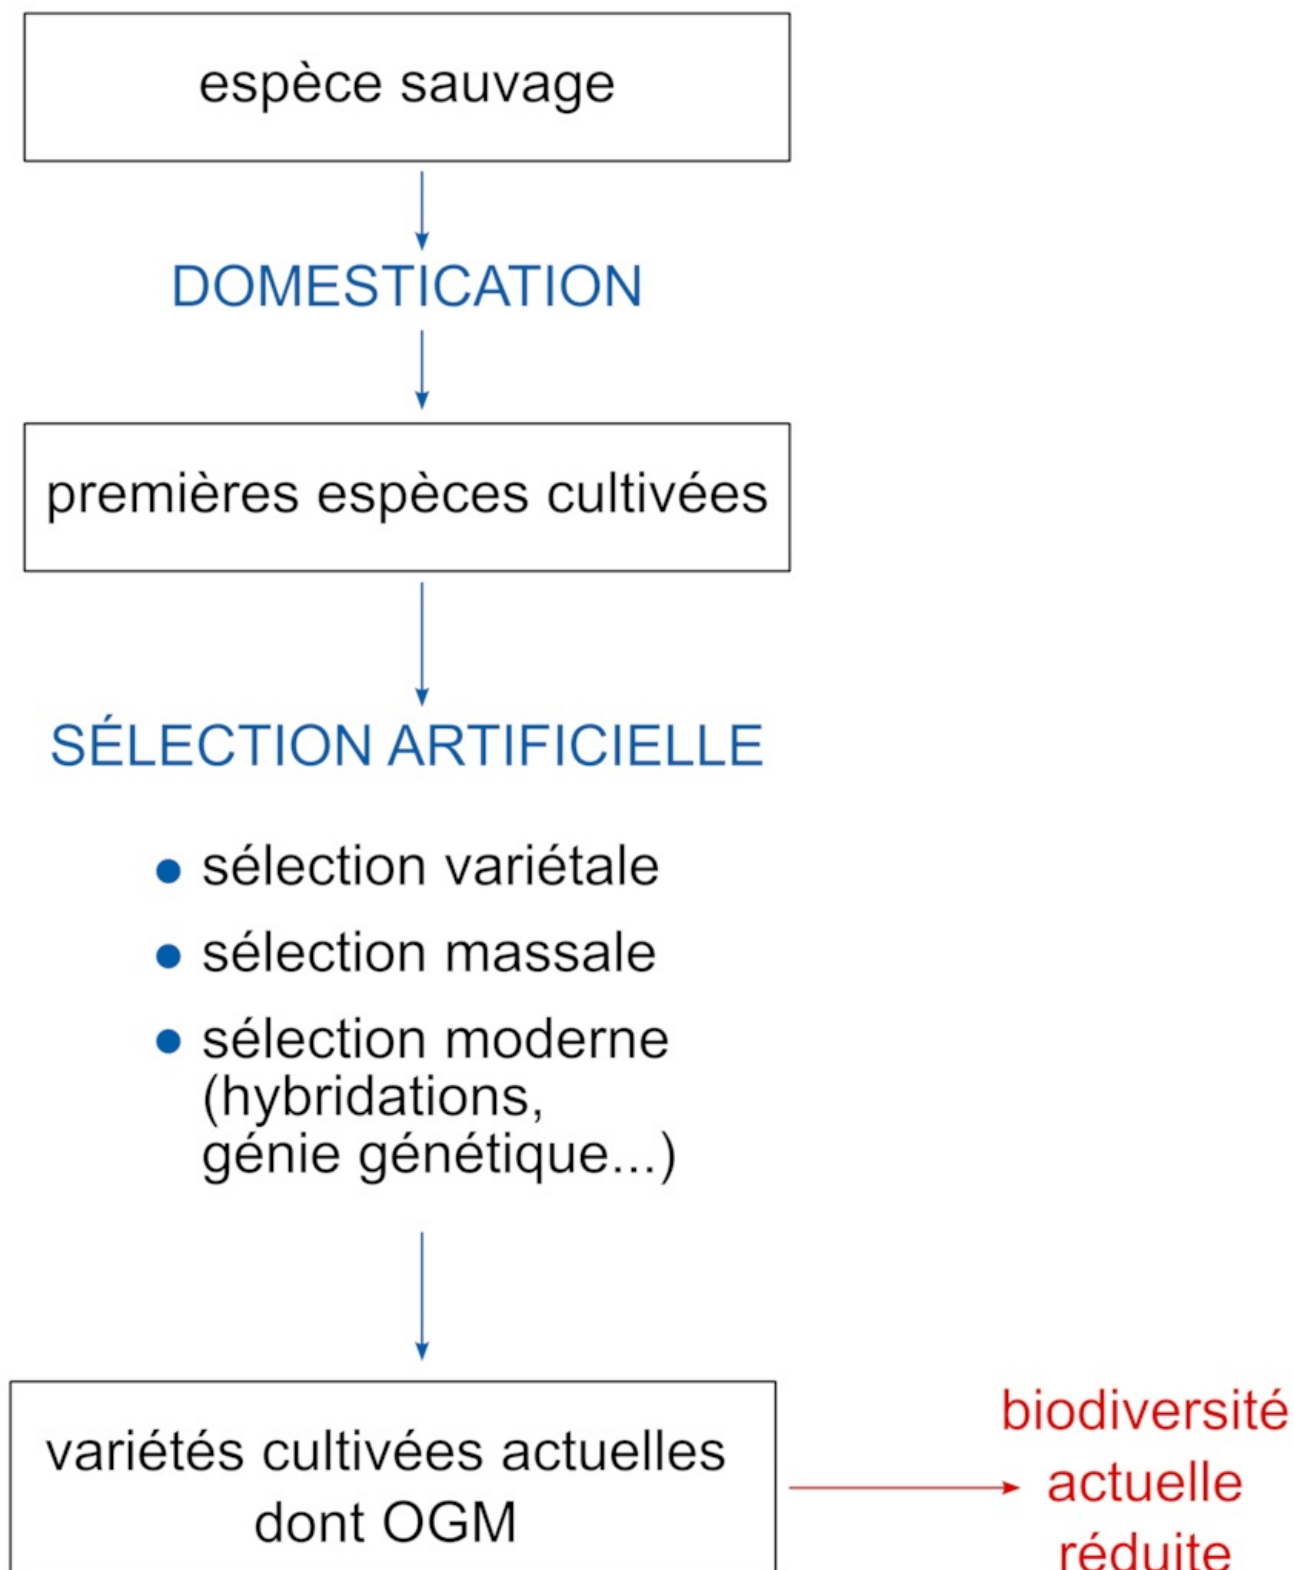 espèce sauvage
DOMESTICATION
premières espèces cultivées
SÉLECTION ARTIFICIELLE
● sélection variétale
● sélection massale
● sélection moderne
(hybridations,
génie génétique...)
variétés cultivées actuelles
dont OGM
biodiversité
actuelle
réduite